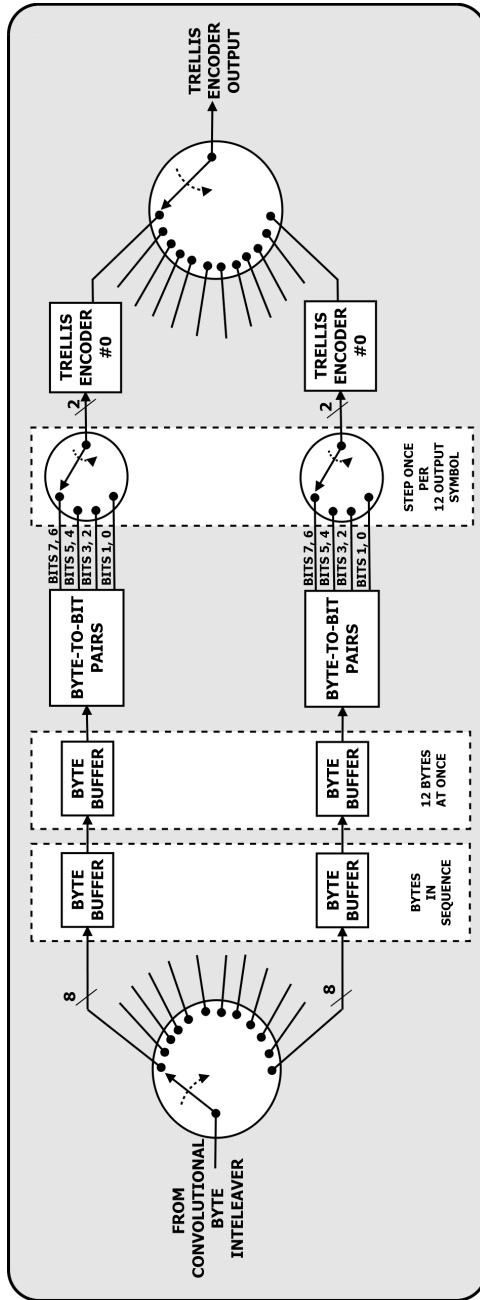 FROM
CONVOLUTIONAL
BYTE
INTELEAVER
8
BYTE
BUFFER
BYTE
BUFFER
BYTE-TO-BIT
PAIRS
BITS 7, 6
BITS 5, 4
BITS 3, 2
BITS 1, 0
2
TRELLIS
ENCODER
#0
TRELLIS
ENCODER
OUTPUT
8
BYTE
BUFFER
BYTE
BUFFER
BYTE-TO-BIT
PAIRS
BITS 7, 6
BITS 5, 4
BITS 3, 2
BITS 1, 0
2
TRELLIS
ENCODER
#0
BYTES
IN
SEQUENCE
12 BYTES
AT ONCE
STEP ONCE
PER
12 OUTPUT
SYMBOL